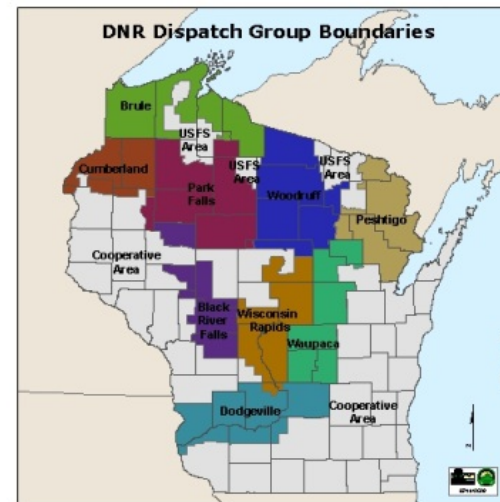 DNR Dispatch Group Boundaries
Brule
USFS
Area
Cumberland
Park
Falls
USFS
Area
Woodruff
USFS
Area
Peshtigo
Cooperative
Area
Black
River
Falls
Wisconsin
Rapids
Waupaca
Dodgeville
Cooperative
Area